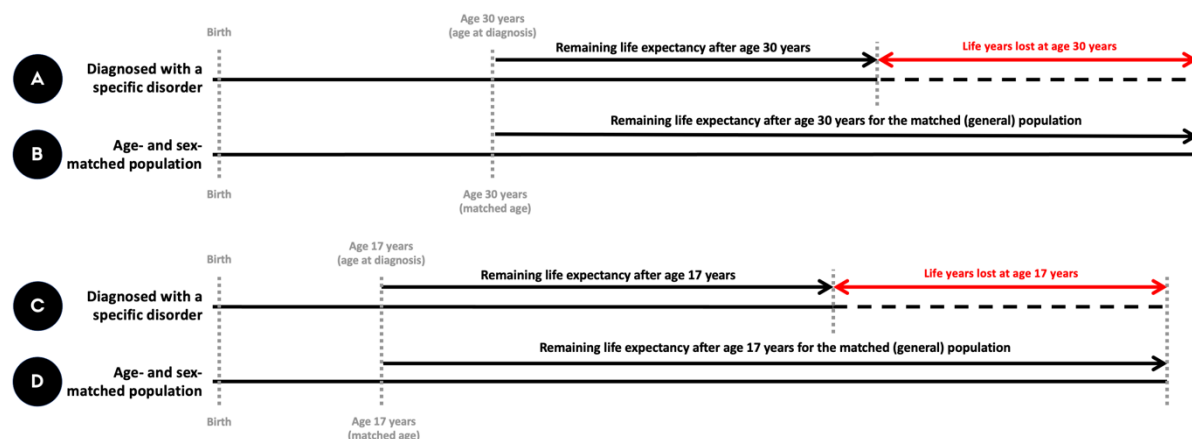 Birth
Age 30 years
(age at diagnosis)
Remaining life expectancy after age 30 years
Life years lost at age 30 years
A
Diagnosed with a
specific disorder
Remaining life expectancy after age 30 years for the matched (general) population
B
Age- and sex-
matched population
Birth
Age 30 years
(matched age)
Birth
Age 17 years
(age at diagnosis)
Remaining life expectancy after age 17 years
Life years lost at age 17 years
C
Diagnosed with a
specific disorder
Remaining life expectancy after age 17 years for the matched (general) population
D
Age- and sex-
matched population
Birth
Age 17 years
(matched age)